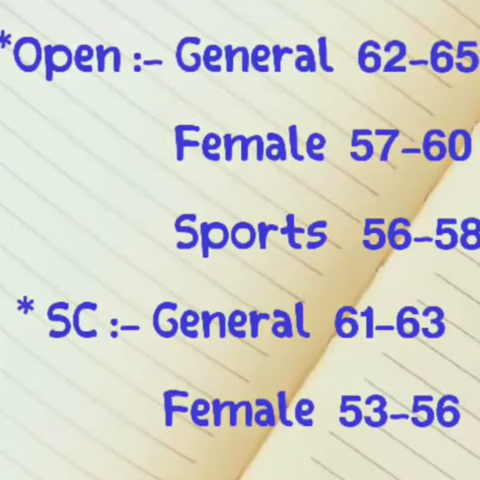 *Open :- General 62-65
Female 57-60
Sports 56-58
* SC :- General 61-63
Female 53-56